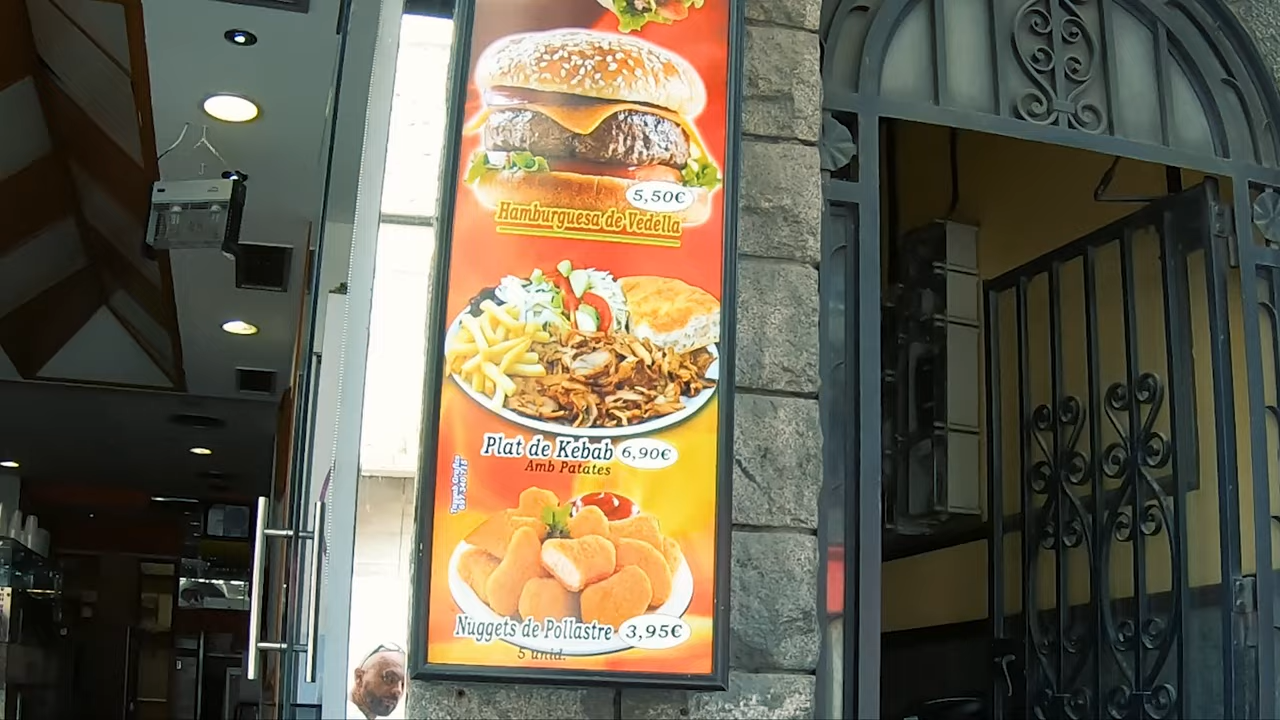 5,50€
Hamburguesa de Vedella
Plat de Kebab 6,90€
Amb Patates
Nuggets de Pollastre 3,95€
5 unid.